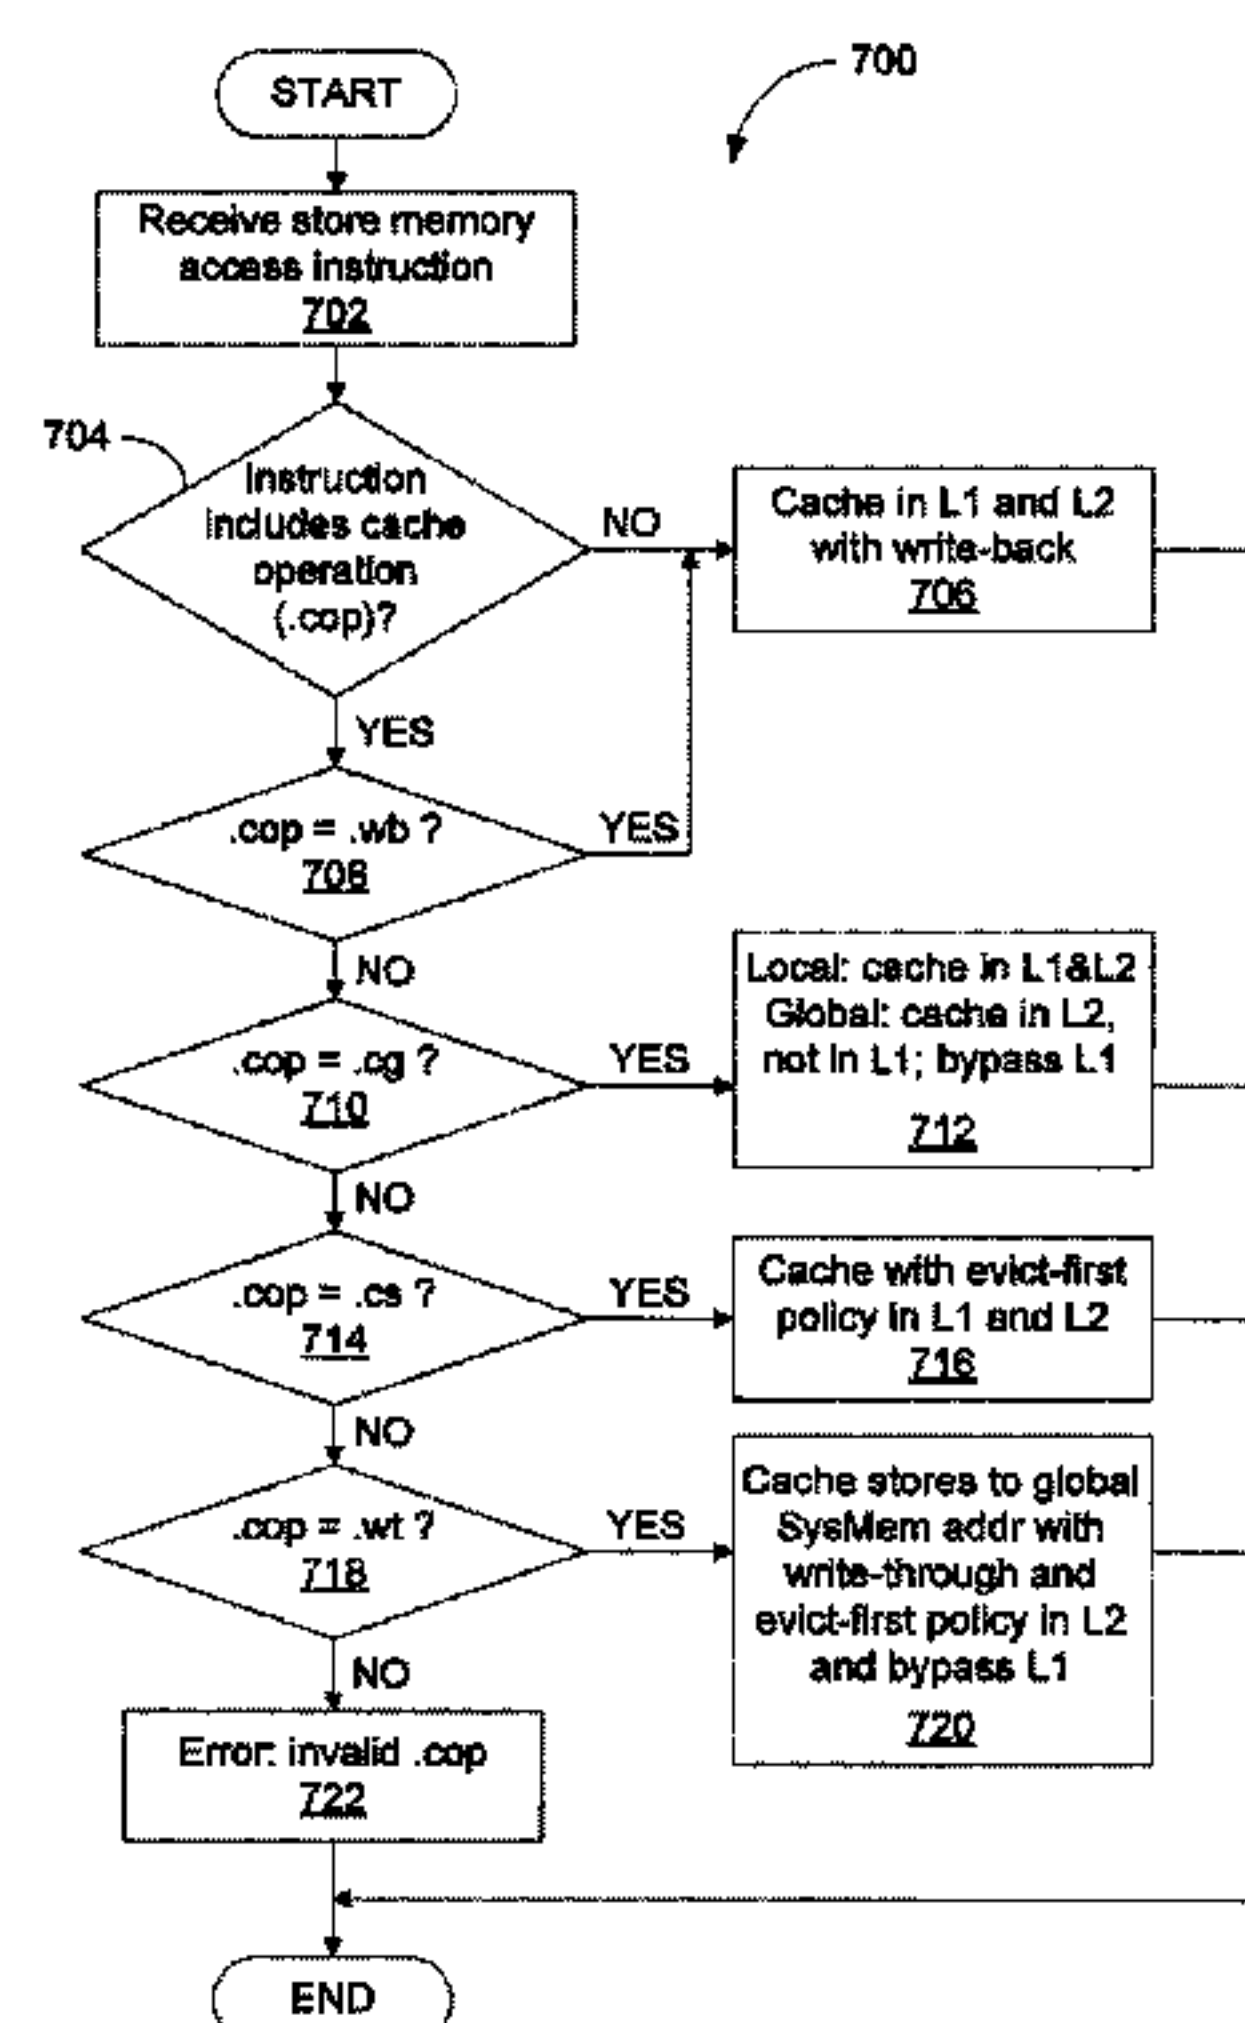 START
700
Receive store memory
access instruction
702
704
Instruction
includes cache
operation
(.cop)?
NO
Cache in L1 and L2
with write-back
706
YES
.cop = .wb ?
708
YES
NO
.cop = .cg ?
710
YES
Local: cache in L1&L2
Global: cache in L2,
not in L1; bypass L1
712
NO
.cop = .cs ?
714
YES
Cache with evict-first
policy in L1 and L2
716
NO
.cop = .wt ?
718
YES
Cache stores to global
SysMem addr with
write-through and
evict-first policy in L2
and bypass L1
720
NO
Error: invalid .cop
722
END